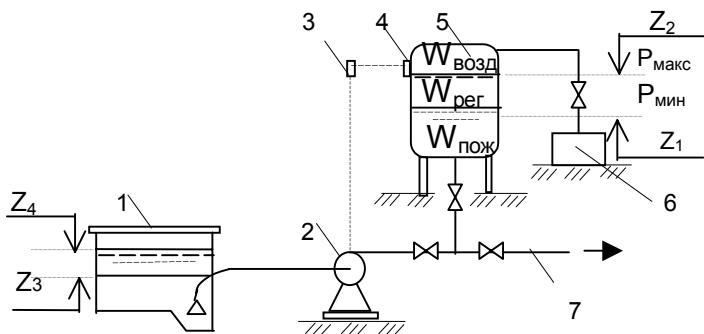 3 4 5 Z2
Wвозд Pмакс
Wрег Pмин
Wпож Z1
6
Z4 1 2
Z3
7